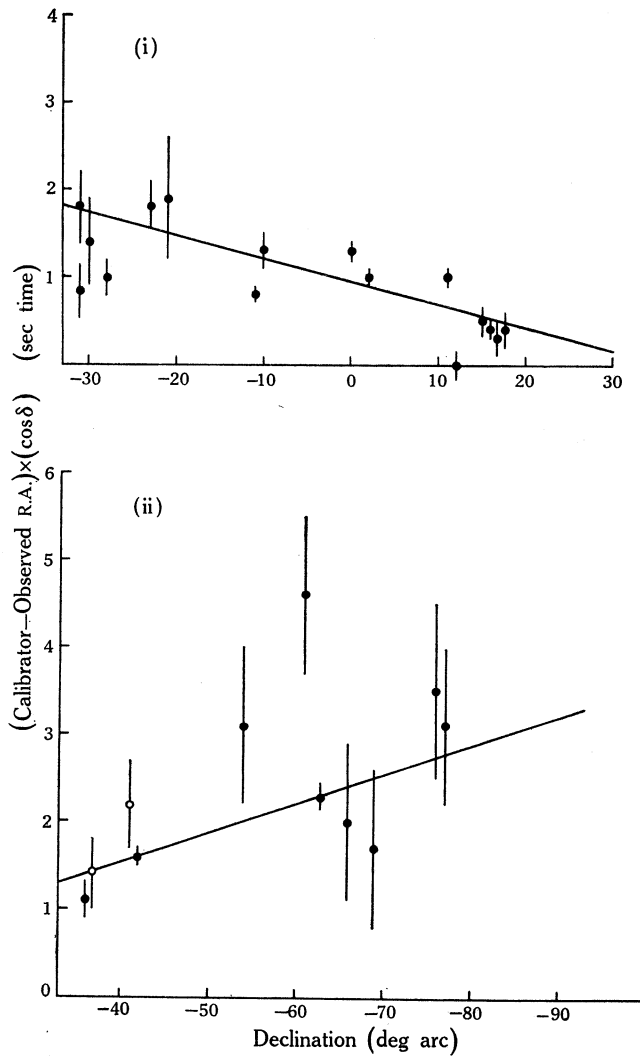 4
(i)
3
2
1
−30 −20 −10 0 10 20 30
(Calibrator—Observed R.A.)×(cosδ) (sec time)
6
(ii)
5
4
3
2
1
0
−40 −50 −60 −70 −80 −90
Declination (deg arc)